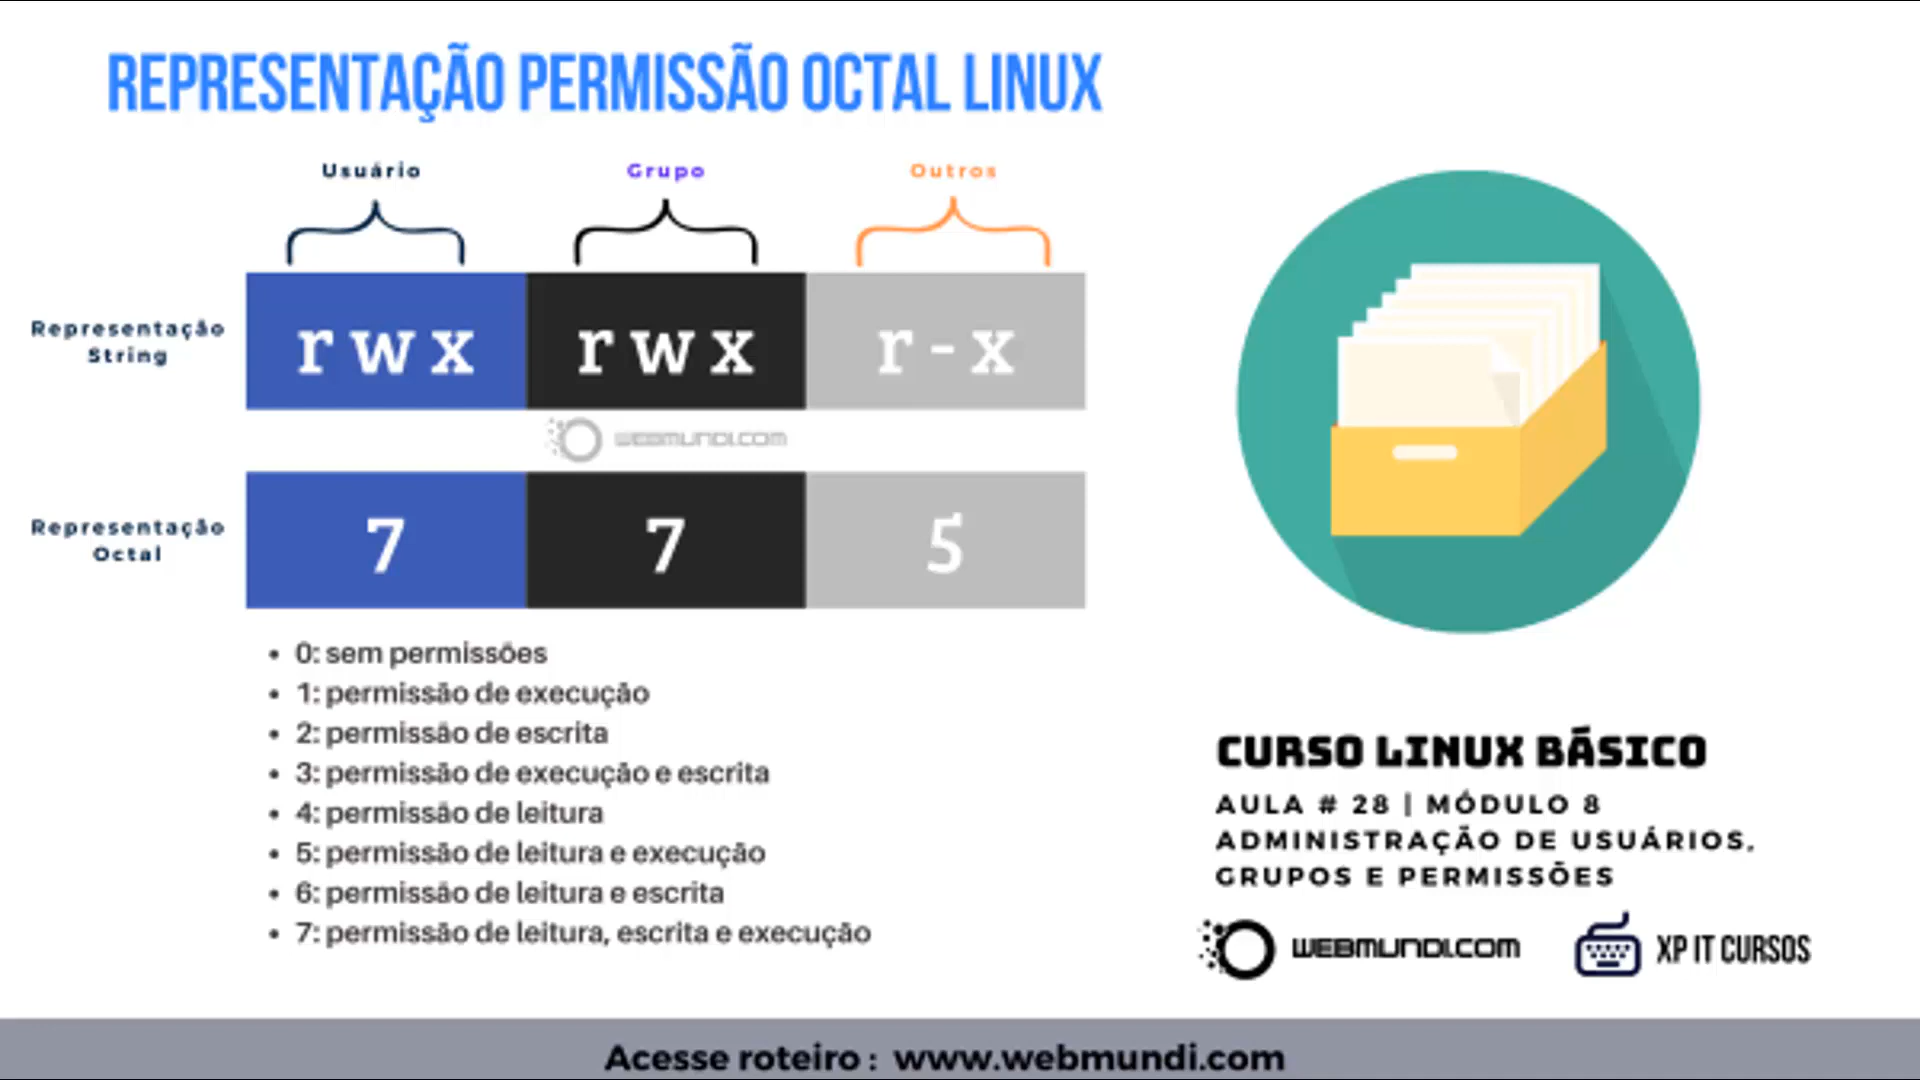 REPRESENTAÇÃO PERMISSÃO OCTAL LINUX
Usuário
Grupo
Outros
Representação
String
rwx
rwx
r-x
WEBMUNDI.COM
Representação
Octal
7
7
5
• 0: sem permissões
• 1: permissão de execução
• 2: permissão de escrita
• 3: permissão de execução e escrita
• 4: permissão de leitura
• 5: permissão de leitura e execução
• 6: permissão de leitura e escrita
• 7: permissão de leitura, escrita e execução
CURSO LINUX BÁSICO
AULA # 28 | MÓDULO 8
ADMINISTRAÇÃO DE USUÁRIOS,
GRUPOS E PERMISSÕES
WEBMUNDI.COM
XP IT CURSOS
Acesse roteiro : www.webmundi.com